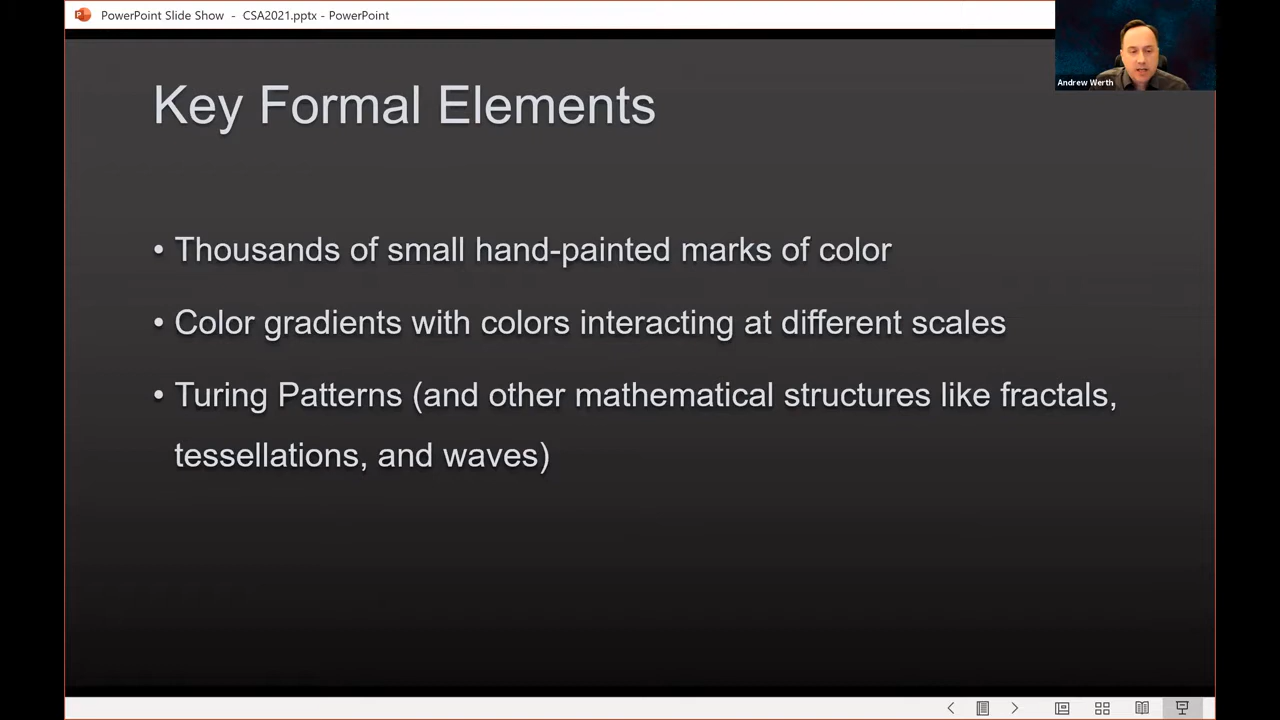 PowerPoint Slide Show - CSA2021.pptx - PowerPoint
Andrew Werth
Key Formal Elements
• Thousands of small hand-painted marks of color
• Color gradients with colors interacting at different scales
• Turing Patterns (and other mathematical structures like fractals,
tessellations, and waves)